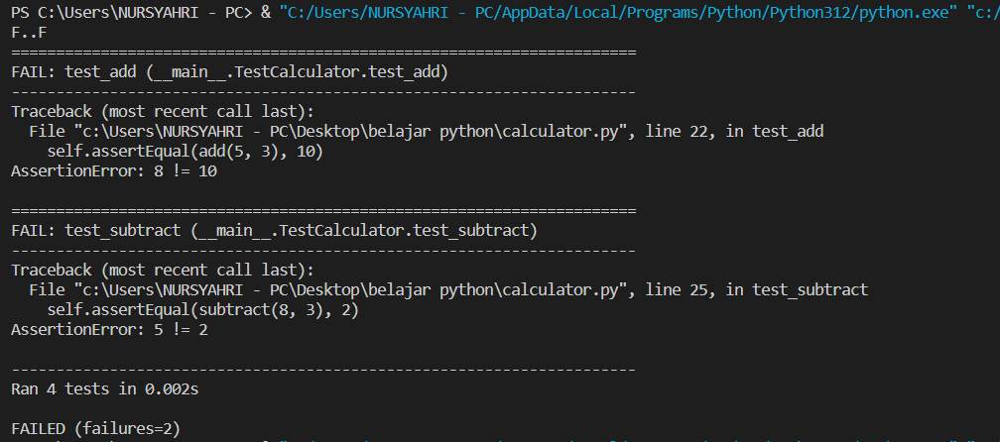 PS C:\Users\NURSYAHRI - PC> & "C:/Users/NURSYAHRI - PC/AppData/Local/Programs/Python/Python312/python.exe" "c:/
F..F
======================================================================
FAIL: test_add (__main__.TestCalculator.test_add)
----------------------------------------------------------------------
Traceback (most recent call last):
  File "c:\Users\NURSYAHRI - PC\Desktop\belajar python\calculator.py", line 22, in test_add
    self.assertEqual(add(5, 3), 10)
AssertionError: 8 != 10

======================================================================
FAIL: test_subtract (__main__.TestCalculator.test_subtract)
----------------------------------------------------------------------
Traceback (most recent call last):
  File "c:\Users\NURSYAHRI - PC\Desktop\belajar python\calculator.py", line 25, in test_subtract
    self.assertEqual(subtract(8, 3), 2)
AssertionError: 5 != 2

----------------------------------------------------------------------
Ran 4 tests in 0.002s

FAILED (failures=2)